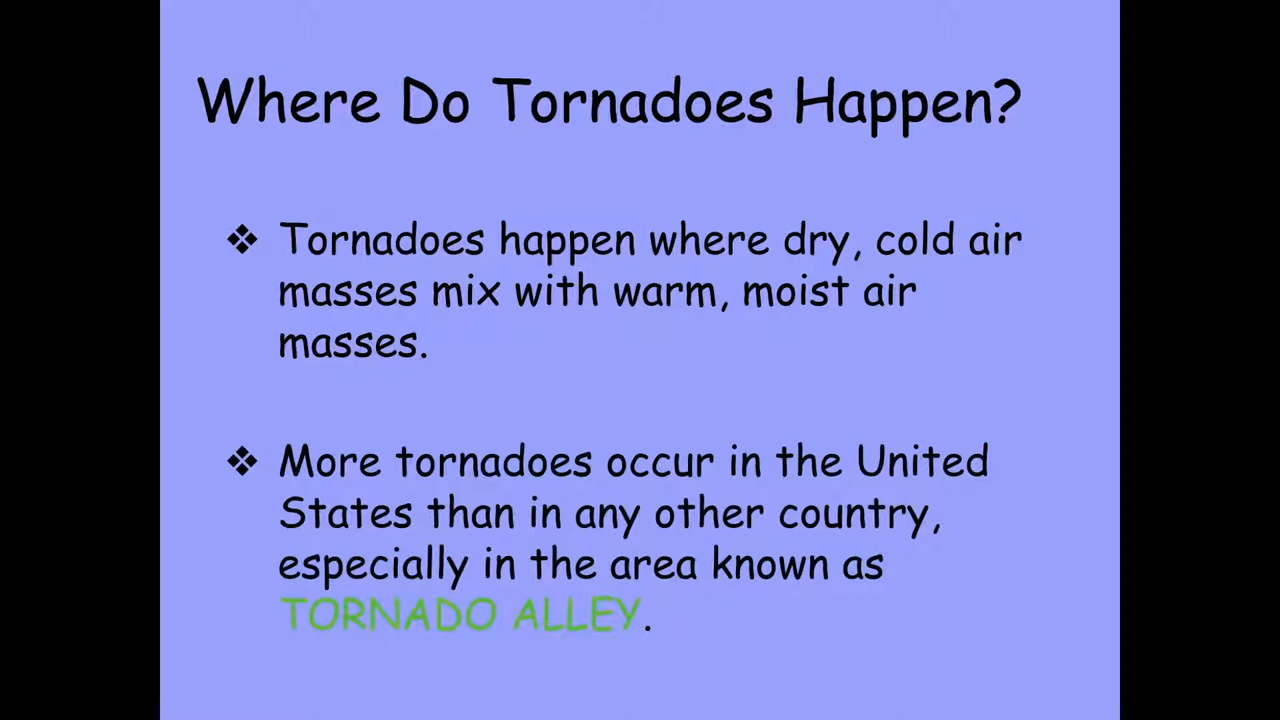 Where Do Tornadoes Happen?
❖ Tornadoes happen where dry, cold air
masses mix with warm, moist air
masses.
❖ More tornadoes occur in the United
States than in any other country,
especially in the area known as
TORNADO ALLEY.